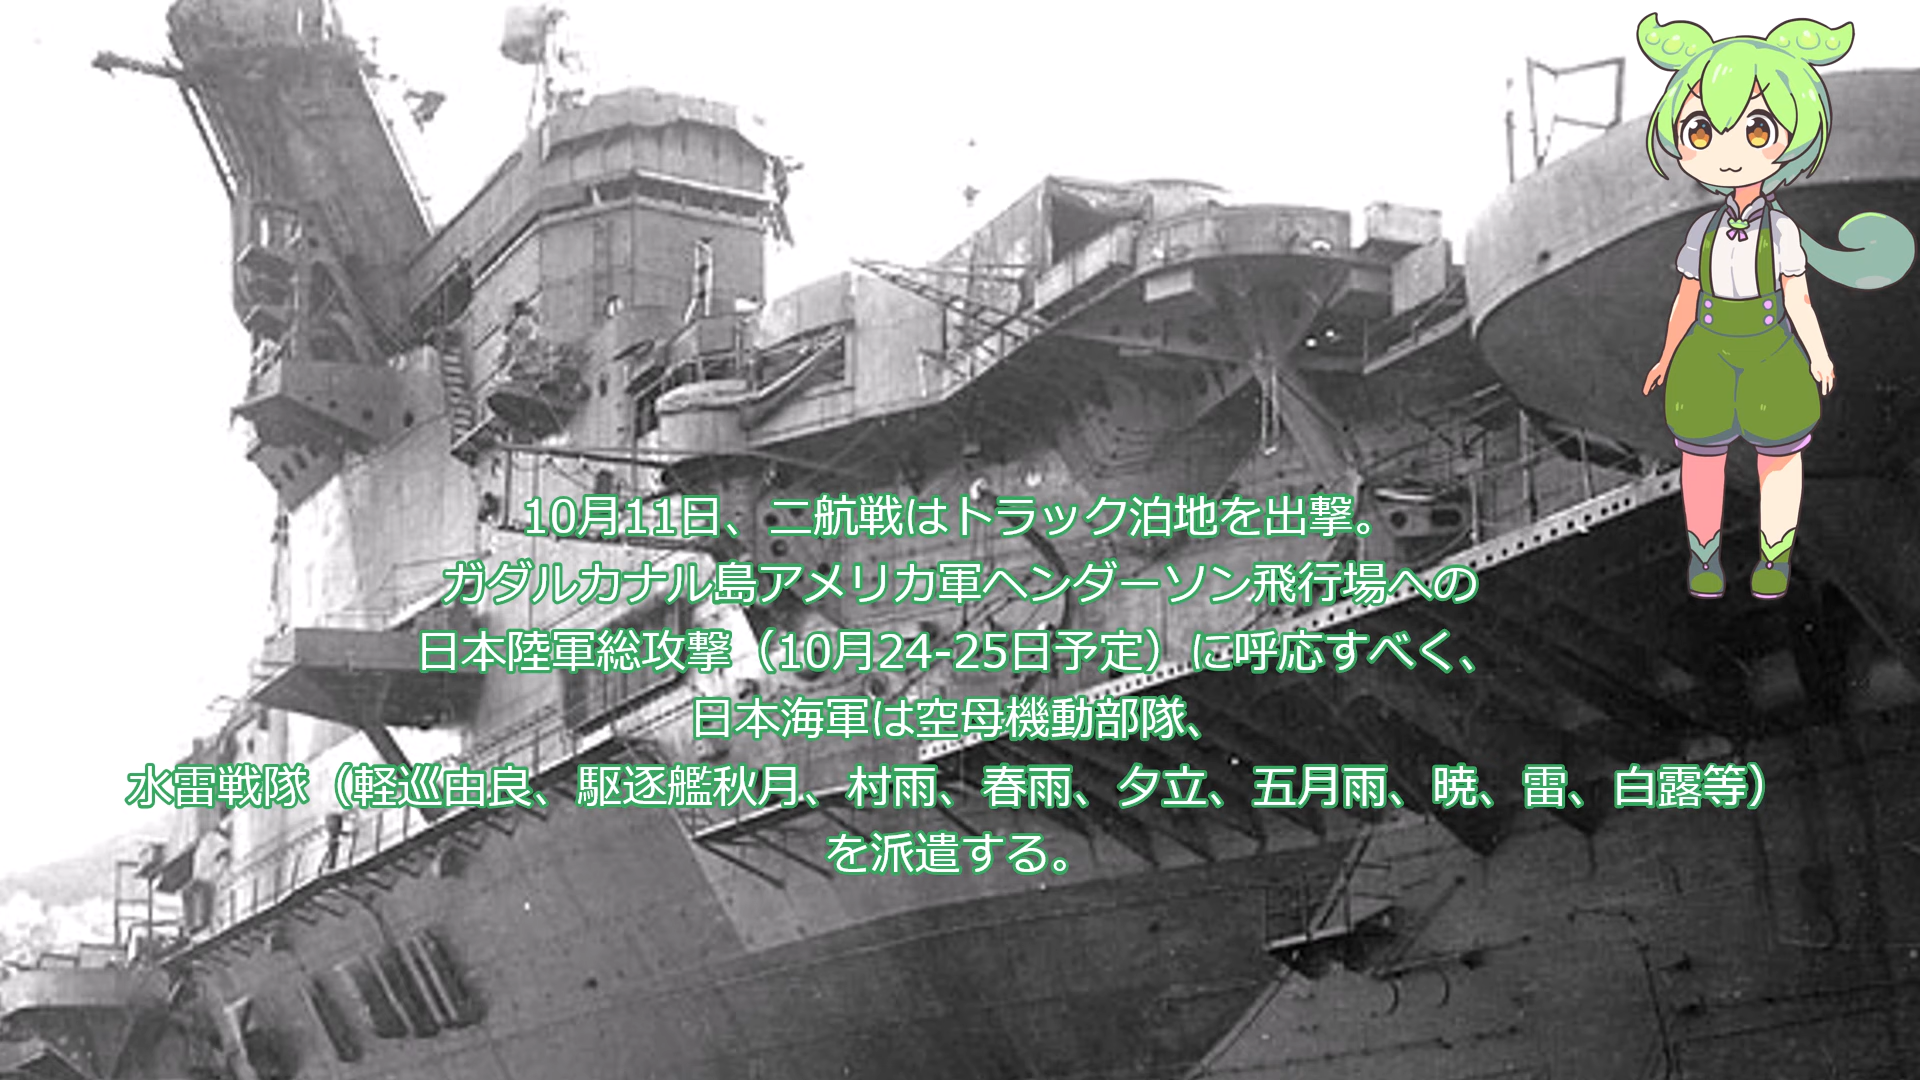 10月11日、二航戦はトラック泊地を出撃。
ガダルカナル島アメリカ軍ヘンダーソン飛行場への
日本陸軍総攻撃（10月24-25日予定）に呼応すべく、
日本海軍は空母機動部隊、
水雷戦隊（軽巡由良、駆逐艦秋月、村雨、春雨、夕立、五月雨、暁、雷、白露等）
を派遣する。